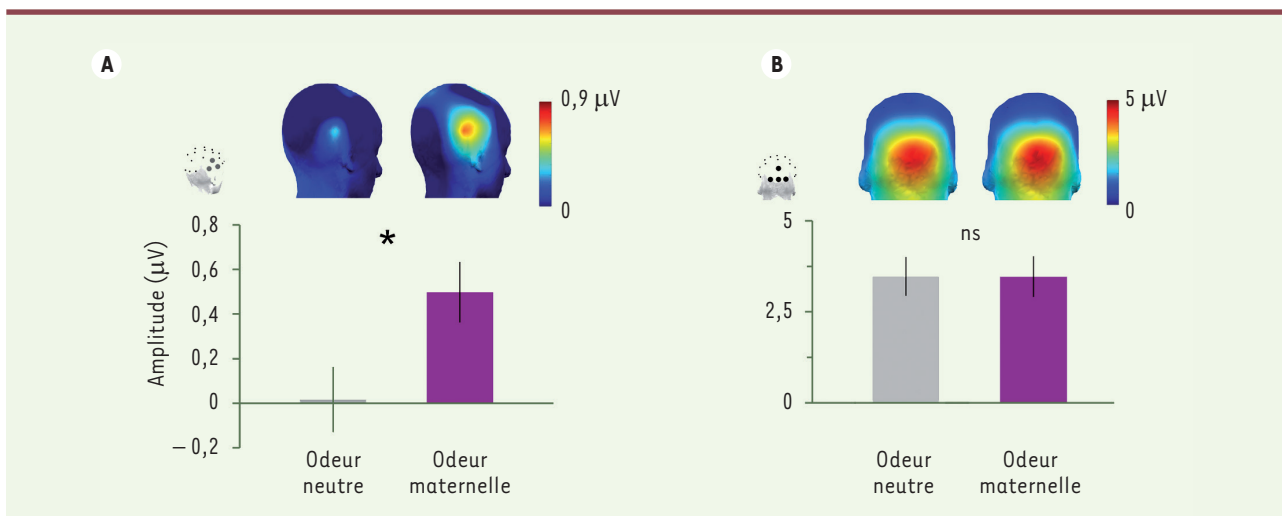 A
0,9 μV
0
Amplitude (μV)
0,8
0,6
0,4
0,2
0
− 0,2
*
Odeur
neutre
Odeur
maternelle
B
5 μV
0
5
2,5
0
ns
Odeur
neutre
Odeur
maternelle